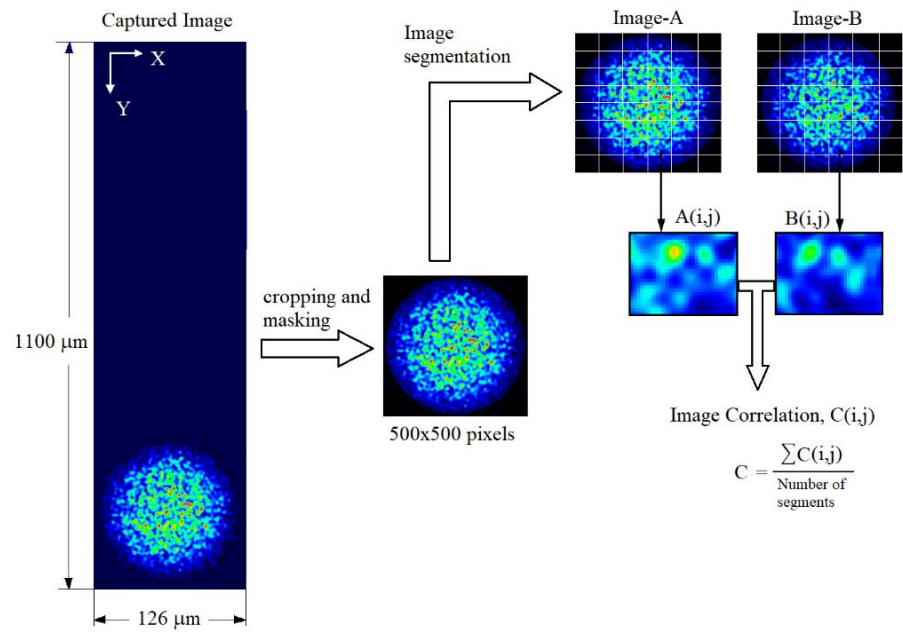 Captured Image
X
Y
1100 μm
126 μm
cropping and
masking
500x500 pixels
Image
segmentation
Image-A
Image-B
A(i,j)
B(i,j)
Image Correlation, C(i,j)
C = ∑C(i,j)
Number of
segments